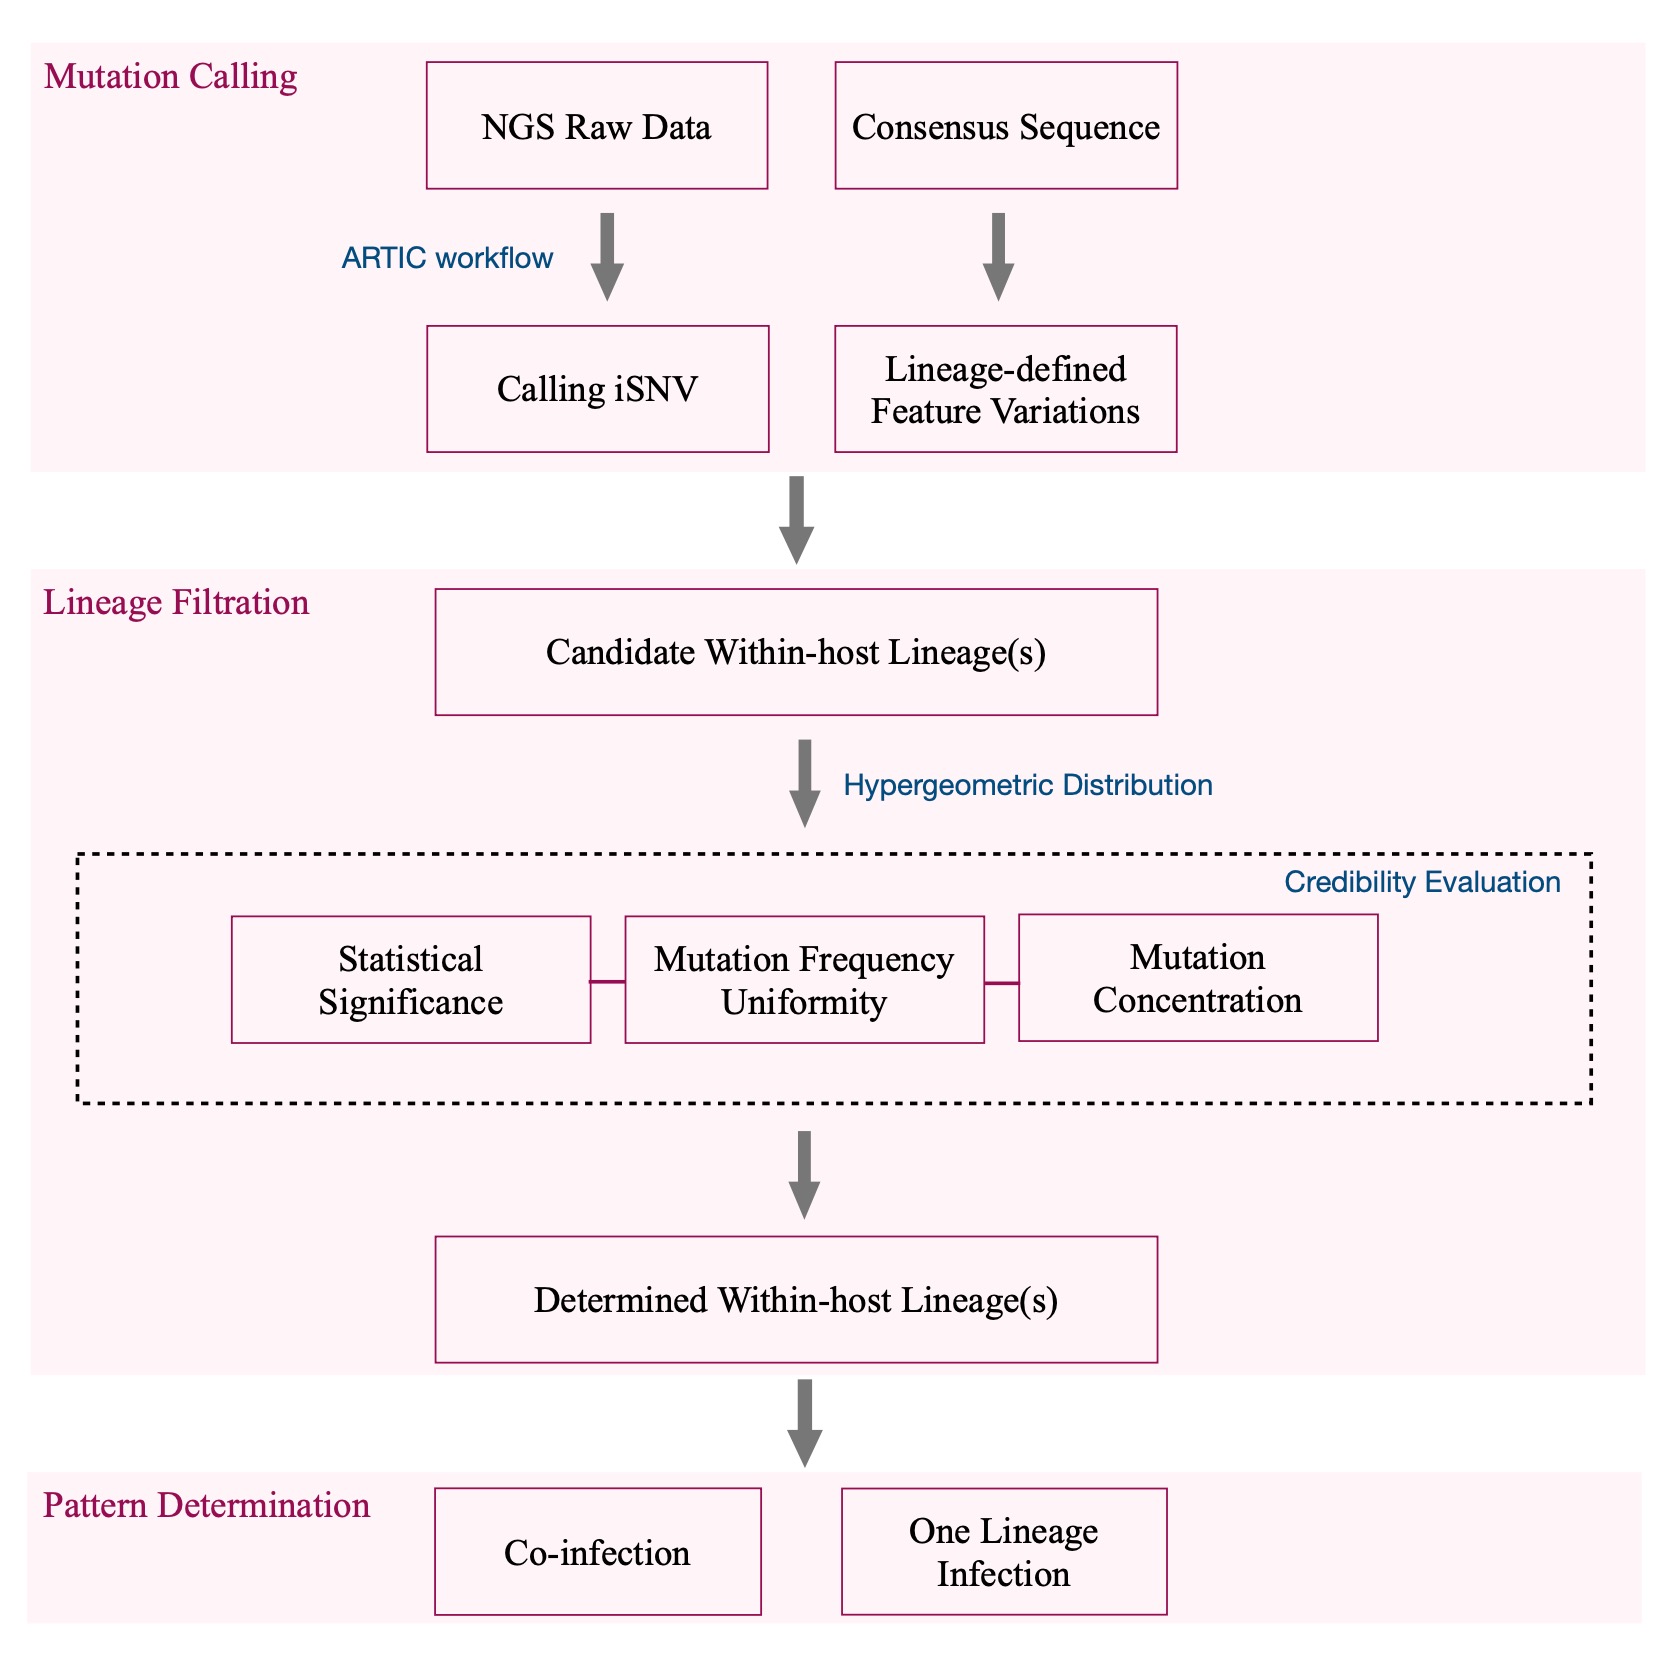 Mutation Calling
NGS Raw Data
Consensus Sequence
ARTIC workflow
Calling iSNV
Lineage-defined
Feature Variations
Lineage Filtration
Candidate Within-host Lineage(s)
Hypergeometric Distribution
Credibility Evaluation
Statistical
Significance
Mutation Frequency
Uniformity
Mutation
Concentration
Determined Within-host Lineage(s)
Pattern Determination
Co-infection
One Lineage
Infection